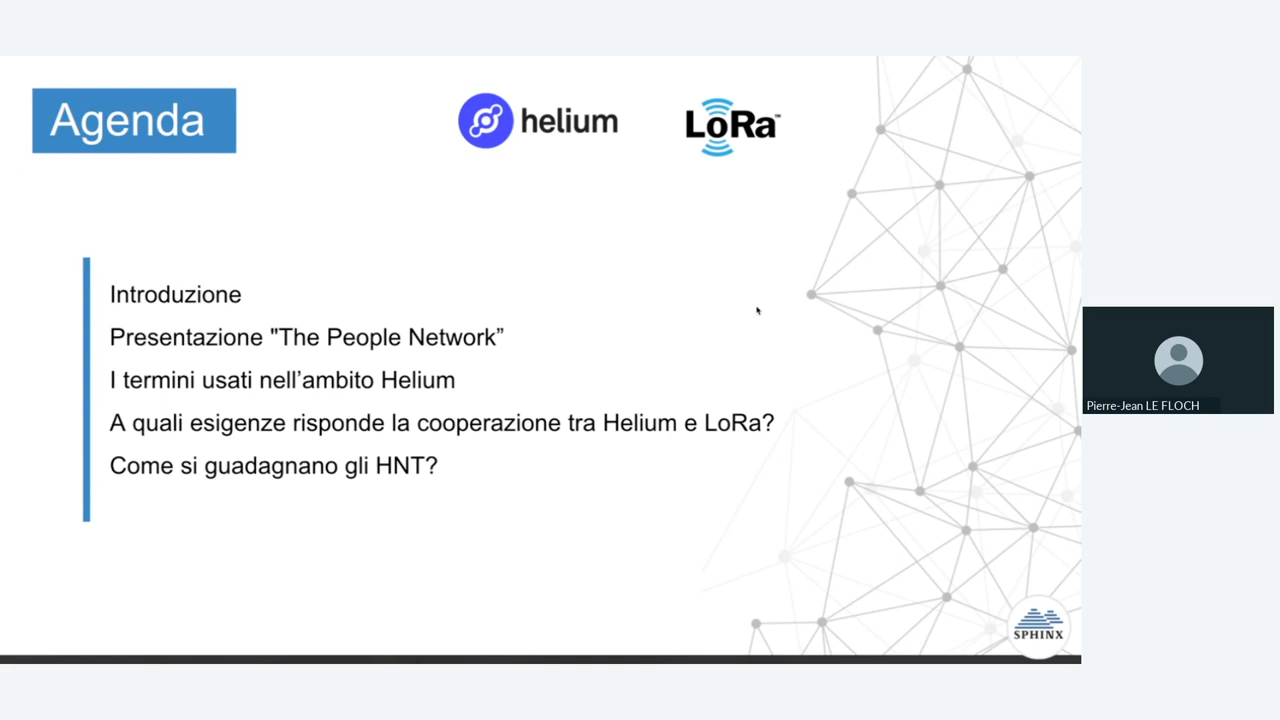 Agenda
helium
LoRa™
Introduzione
Presentazione "The People Network”
I termini usati nell’ambito Helium
A quali esigenze risponde la cooperazione tra Helium e LoRa?
Come si guadagnano gli HNT?
Pierre-Jean LE FLOCH
SPHINX